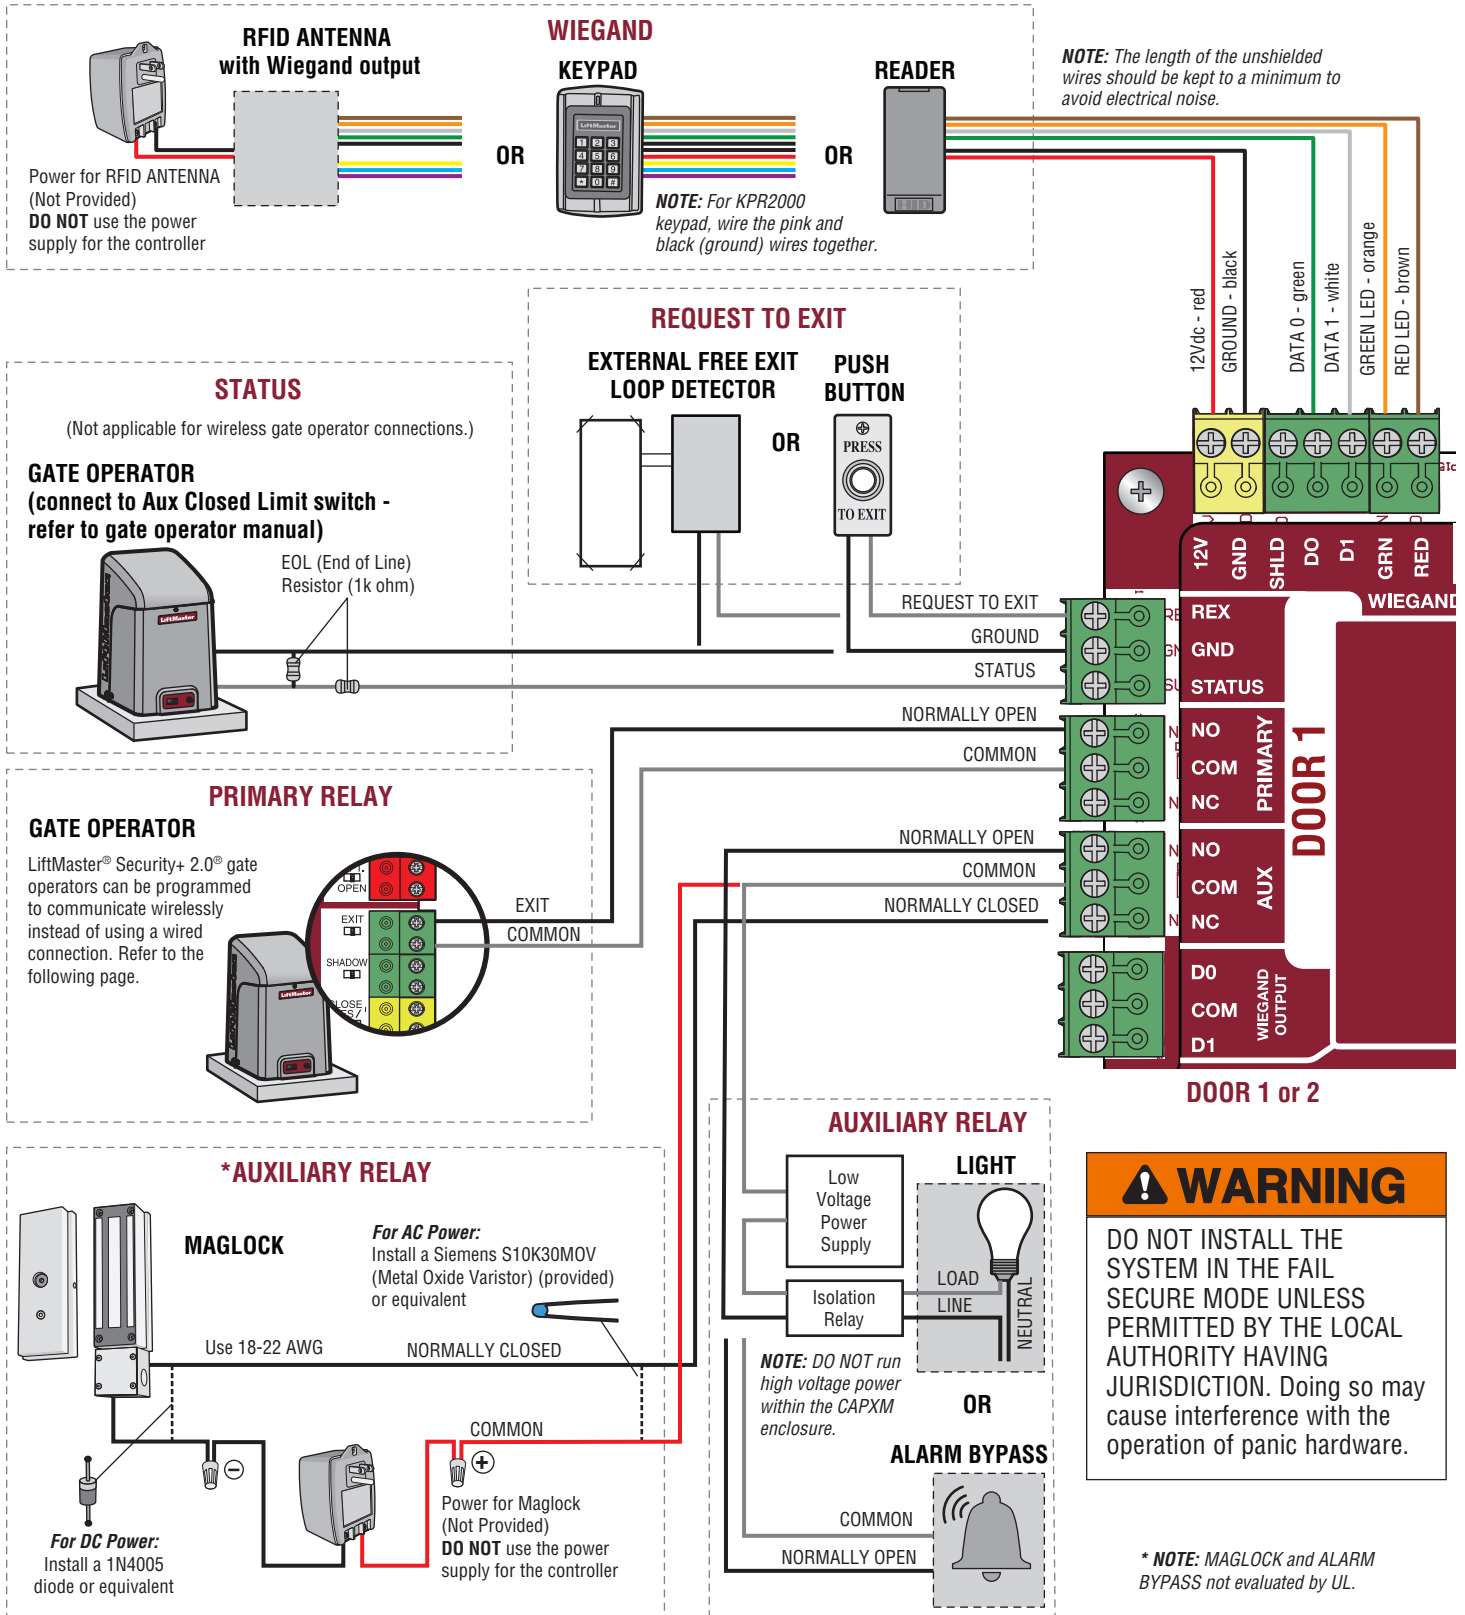 WIEGAND
RFID ANTENNA
with Wiegand output
Power for RFID ANTENNA
(Not Provided)
DO NOT use the power
supply for the controller
OR
KEYPAD
LiftMaster
1 2 3
4 5 6
7 8 9
* 0 #
NOTE: For KPR2000
keypad, wire the pink and
black (ground) wires together.
OR
READER
HID
NOTE: The length of the unshielded
wires should be kept to a minimum to
avoid electrical noise.
12Vdc - red
GROUND - black
DATA 0 - green
DATA 1 - white
GREEN LED - orange
RED LED - brown
REQUEST TO EXIT
EXTERNAL FREE EXIT
LOOP DETECTOR
OR
PUSH
BUTTON
PRESS
TO EXIT
STATUS
(Not applicable for wireless gate operator connections.)
GATE OPERATOR
(connect to Aux Closed Limit switch -
refer to gate operator manual)
EOL (End of Line)
Resistor (1k ohm)
LiftMaster
REQUEST TO EXIT
GROUND
STATUS
NORMALLY OPEN
COMMON
NORMALLY OPEN
COMMON
NORMALLY CLOSED
12V
GND
SHLD
DO
D1
GRN
RED
WIEGAND
REX
GND
STATUS
NO
COM
NC
PRIMARY
NO
COM
NC
AUX
DOOR 1
D0
COM
D1
WIEGAND
OUTPUT
DOOR 1 or 2
PRIMARY RELAY
GATE OPERATOR
LiftMaster® Security+ 2.0® gate
operators can be programmed
to communicate wirelessly
instead of using a wired
connection. Refer to the
following page.
LiftMaster
OPEN
EXIT
SHADOW
EXIT
COMMON
*AUXILIARY RELAY
MAGLOCK
For AC Power:
Install a Siemens S10K30MOV
(Metal Oxide Varistor) (provided)
or equivalent
Use 18-22 AWG
NORMALLY CLOSED
COMMON
For DC Power:
Install a 1N4005
diode or equivalent
Power for Maglock
(Not Provided)
DO NOT use the power
supply for the controller
AUXILIARY RELAY
Low
Voltage
Power
Supply
LIGHT
LOAD
LINE
NEUTRAL
Isolation
Relay
NOTE: DO NOT run
high voltage power
within the CAPXM
enclosure.
OR
ALARM BYPASS
COMMON
NORMALLY OPEN
WARNING
DO NOT INSTALL THE
SYSTEM IN THE FAIL
SECURE MODE UNLESS
PERMITTED BY THE LOCAL
AUTHORITY HAVING
JURISDICTION. Doing so may
cause interference with the
operation of panic hardware.
* NOTE: MAGLOCK and ALARM
BYPASS not evaluated by UL.